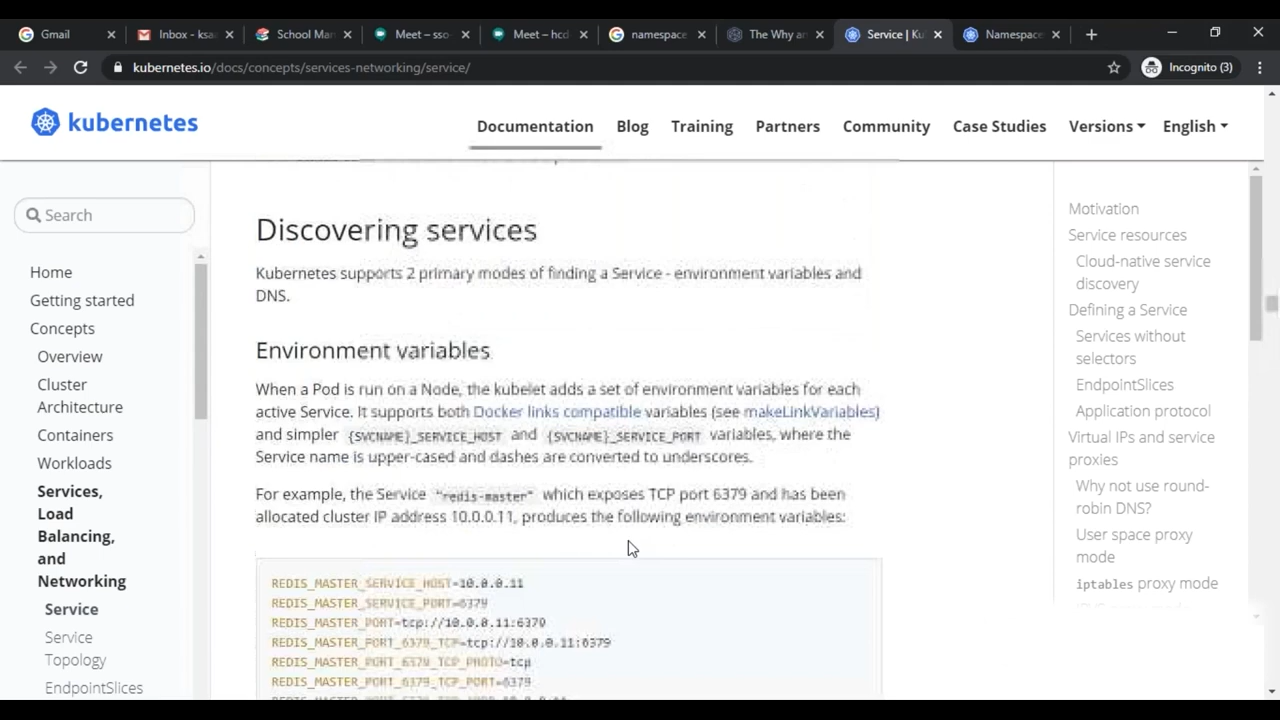 Gmail
Inbox - ksa
School Man
Meet – sso
Meet – hcd
namespace
The Why an
Service | Ku
Namespace
kubernetes.io/docs/concepts/services-networking/service/
Incognito (3)
kubernetes
Documentation
Blog
Training
Partners
Community
Case Studies
Versions
English
Search
Home
Getting started
Concepts
Overview
Cluster
Architecture
Containers
Workloads
Services,
Load
Balancing,
and
Networking
Service
Service
Topology
EndpointSlices
Discovering services
Kubernetes supports 2 primary modes of finding a Service - environment variables and
DNS.
Environment variables
When a Pod is run on a Node, the kubelet adds a set of environment variables for each
active Service. It supports both Docker links compatible variables (see makeLinkVariables)
and simpler {SVCNAME}_SERVICE_HOST and {SVCNAME}_SERVICE_PORT variables, where the
Service name is upper-cased and dashes are converted to underscores.
For example, the Service "redis-master" which exposes TCP port 6379 and has been
allocated cluster IP address 10.0.0.11, produces the following environment variables:
REDIS_MASTER_SERVICE_HOST=10.0.0.11
REDIS_MASTER_SERVICE_PORT=6379
REDIS_MASTER_PORT=tcp://10.0.0.11:6379
REDIS_MASTER_PORT_6379_TCP=tcp://10.0.0.11:6379
REDIS_MASTER_PORT_6379_TCP_PROTO=tcp
REDIS_MASTER_PORT_6379_TCP_PORT=6379
Motivation
Service resources
Cloud-native service
discovery
Defining a Service
Services without
selectors
EndpointSlices
Application protocol
Virtual IPs and service
proxies
Why not use round-
robin DNS?
User space proxy
mode
iptables proxy mode